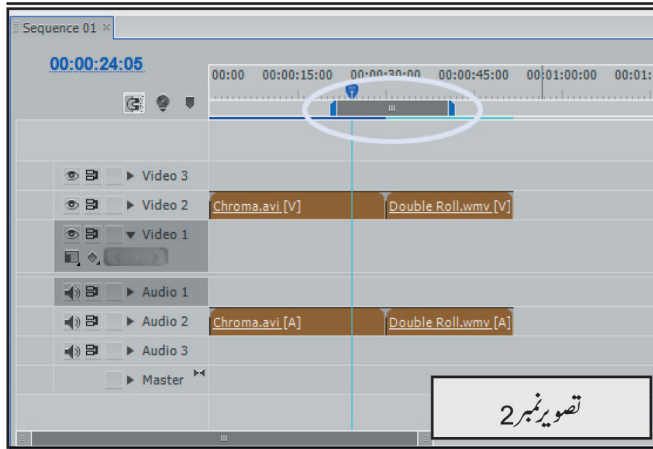 Sequence 01 ×
00:00:24:05
00:00 00:00:15:00 00:00:30:00 00:00:45:00 00:01:00:00 00:01:
Video 3
Video 2 Chroma.avi [V] Double Roll.wmv [V]
Video 1
Audio 1
Audio 2 Chroma.avi [A] Double Roll.wmv [A]
Audio 3
Master
تصویر نمبر 2